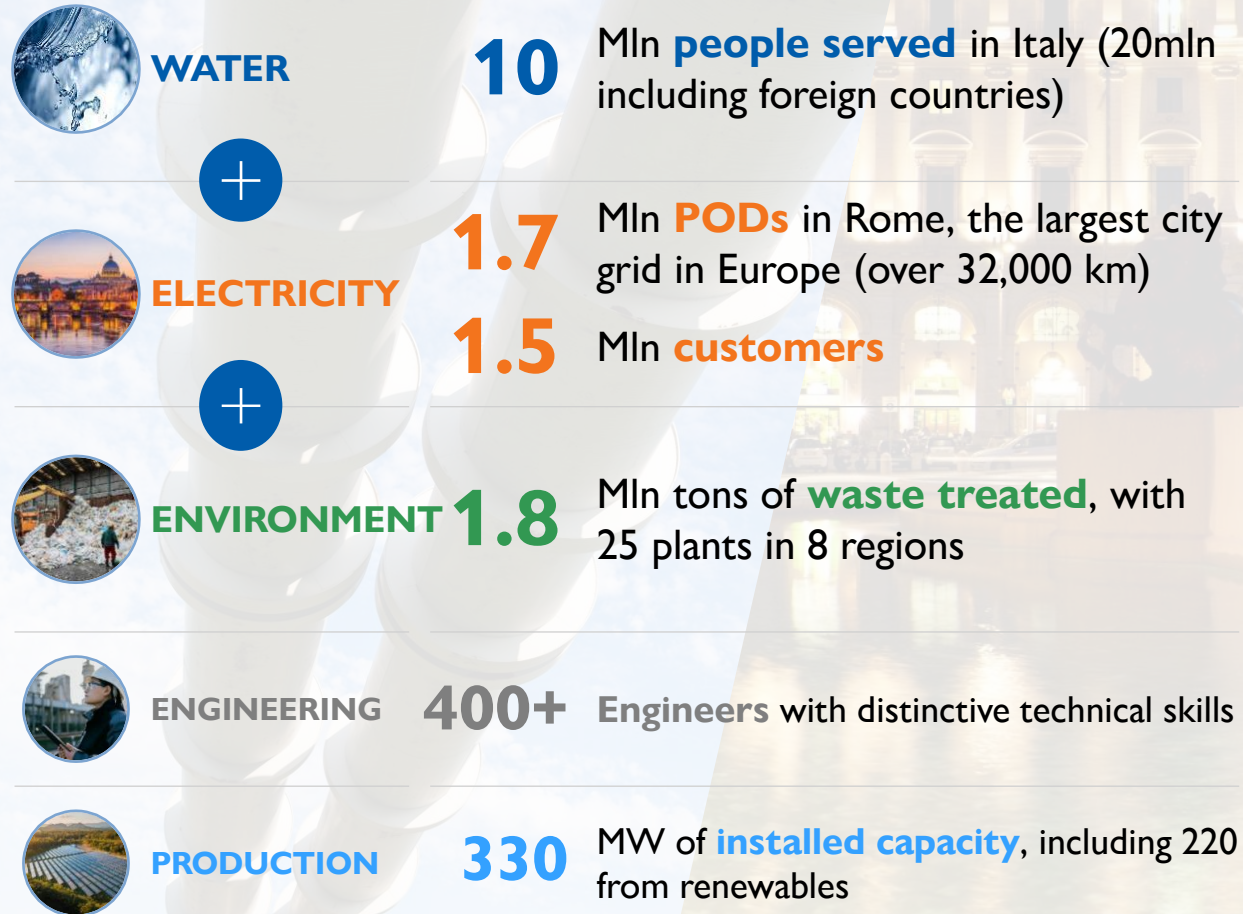 WATER
10
Mln people served in Italy (20mln
including foreign countries)
+
ELECTRICITY
1.7
Mln PODs in Rome, the largest city
grid in Europe (over 32,000 km)
1.5
Mln customers
+
ENVIRONMENT
1.8
Mln tons of waste treated, with
25 plants in 8 regions
ENGINEERING
400+
Engineers with distinctive technical skills
PRODUCTION
330
MW of installed capacity, including 220
from renewables